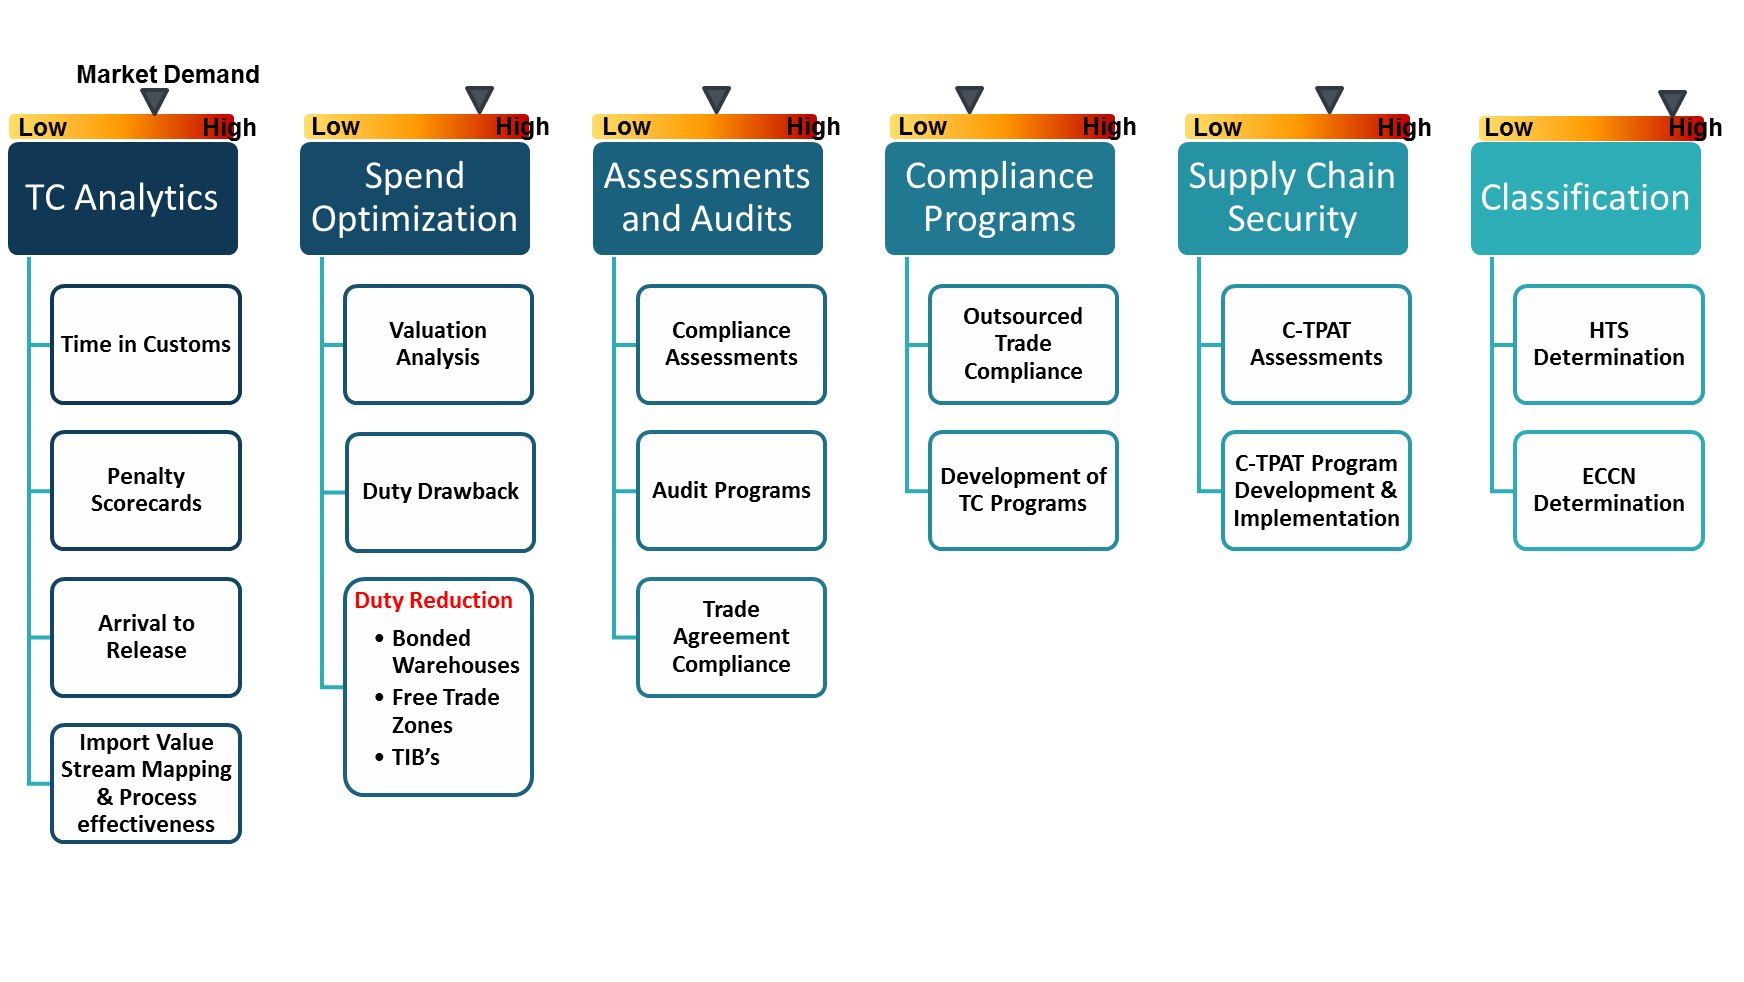 Market Demand
Low High
TC Analytics
Time in Customs
Penalty
Scorecards
Arrival to
Release
Import Value
Stream Mapping
& Process
effectiveness
Low High
Spend
Optimization
Valuation
Analysis
Duty Drawback
Duty Reduction
• Bonded
Warehouses
• Free Trade
Zones
• TIB’s
Low High
Assessments
and Audits
Compliance
Assessments
Audit Programs
Trade
Agreement
Compliance
Low High
Compliance
Programs
Outsourced
Trade
Compliance
Development of
TC Programs
Low High
Supply Chain
Security
C-TPAT
Assessments
C-TPAT Program
Development &
Implementation
Low High
Classification
HTS
Determination
ECCN
Determination